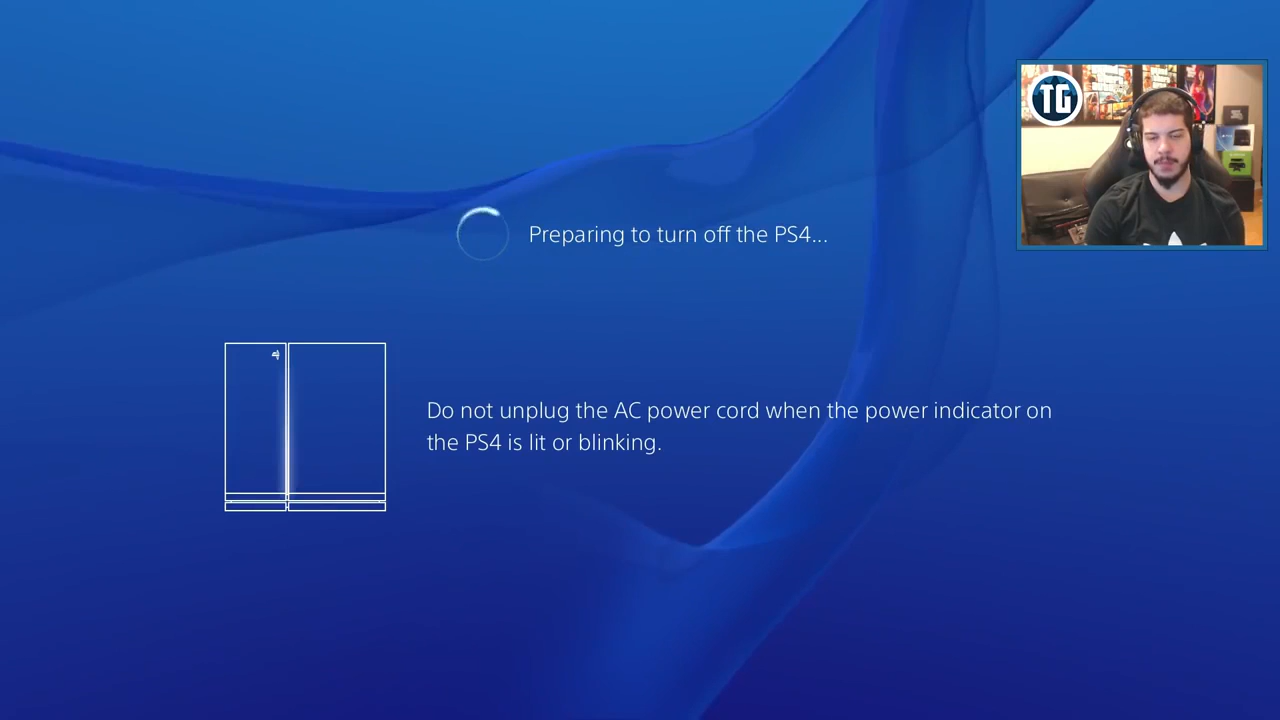 TG
Preparing to turn off the PS4...
Do not unplug the AC power cord when the power indicator on
the PS4 is lit or blinking.